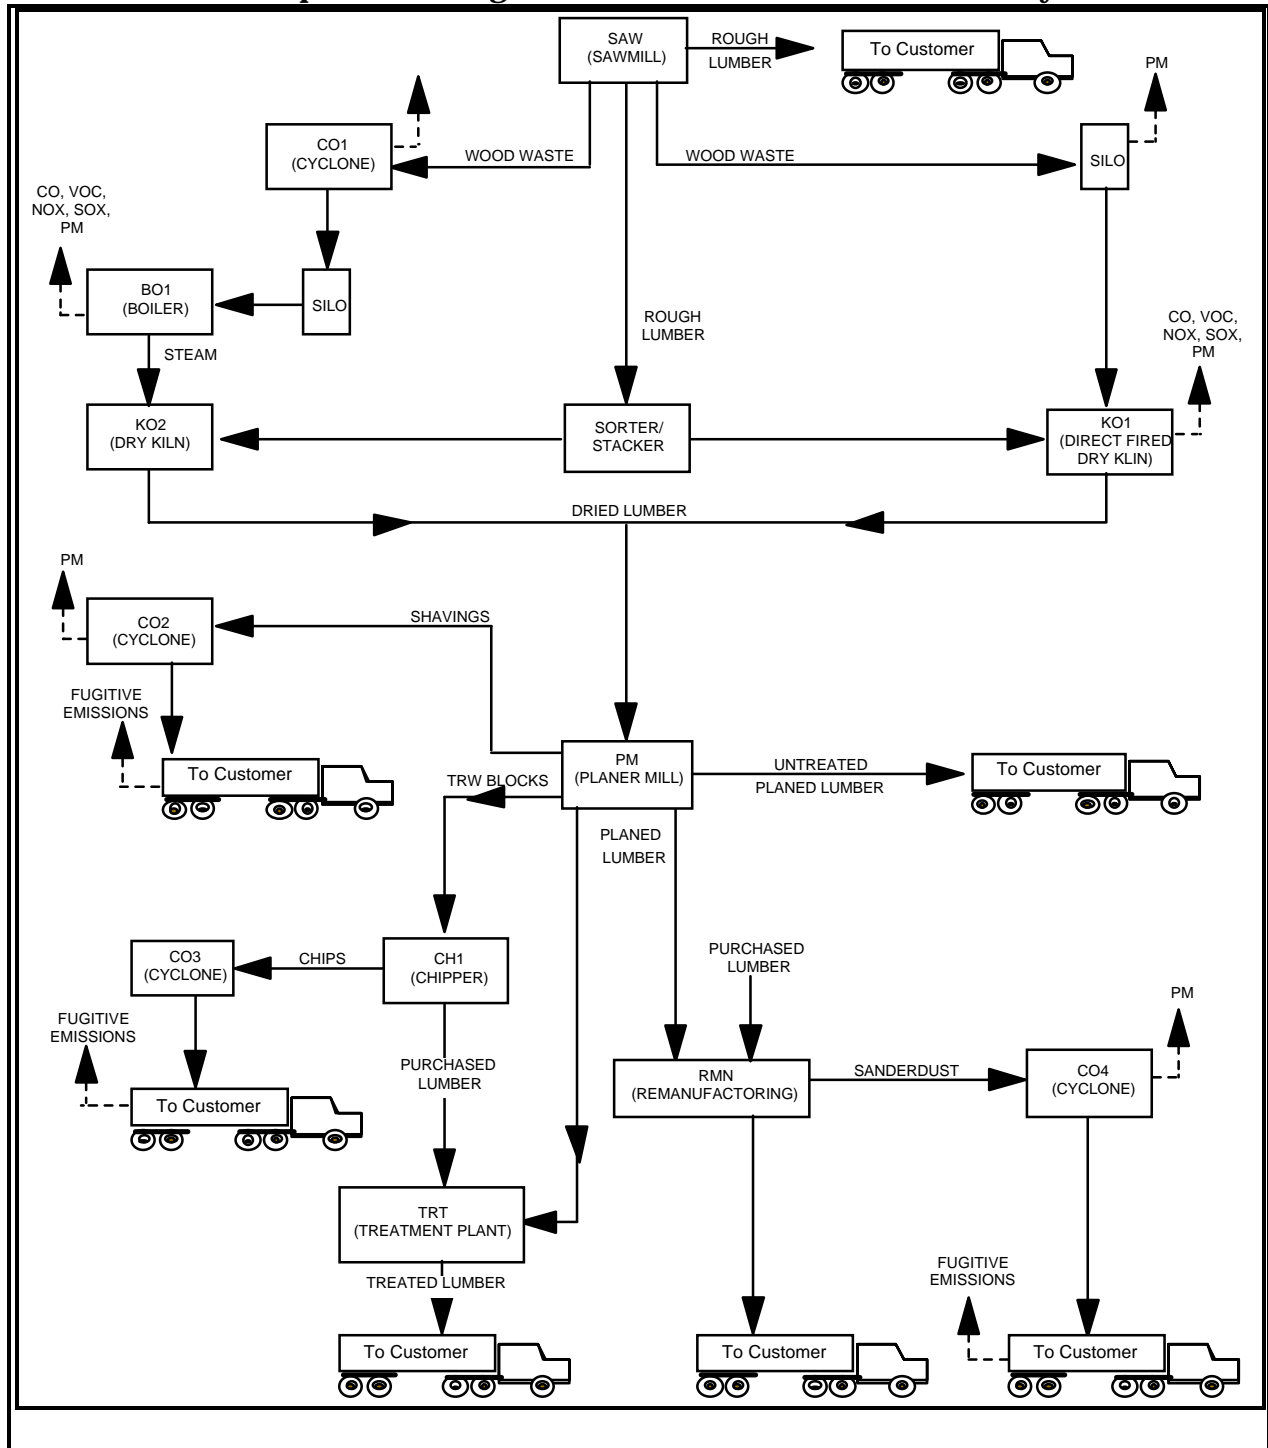 SAW
(SAWMILL)
ROUGH
LUMBER
To Customer
PM
CO1
(CYCLONE)
WOOD WASTE
WOOD WASTE
SILO
CO, VOC,
NOX, SOX,
PM
BO1
(BOILER)
SILO
ROUGH
LUMBER
CO, VOC,
NOX, SOX,
PM
STEAM
KO2
(DRY KILN)
SORTER/
STACKER
KO1
(DIRECT FIRED
DRY KLIN)
DRIED LUMBER
PM
CO2
(CYCLONE)
SHAVINGS
FUGITIVE
EMISSIONS
To Customer
PM
(PLANER MILL)
UNTREATED
PLANED LUMBER
To Customer
TRW BLOCKS
PLANED
LUMBER
CO3
(CYCLONE)
CHIPS
CH1
(CHIPPER)
PURCHASED
LUMBER
PM
FUGITIVE
EMISSIONS
PURCHASED
LUMBER
RMN
(REMANUFACTORING)
SANDERDUST
CO4
(CYCLONE)
To Customer
TRT
(TREATMENT PLANT)
TREATED LUMBER
FUGITIVE
EMISSIONS
To Customer
To Customer
To Customer